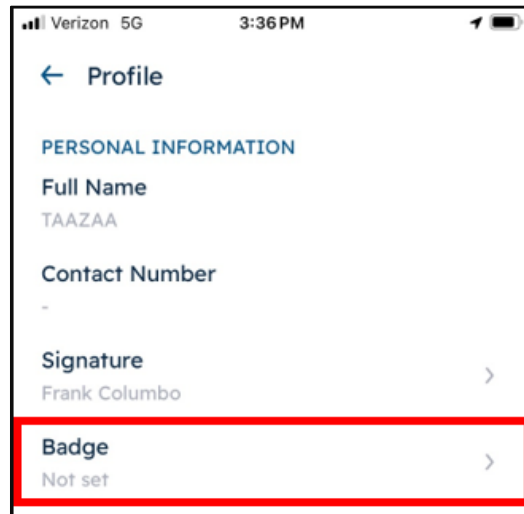 Verizon 5G 3:36 PM
← Profile
PERSONAL INFORMATION
Full Name
TAAZAA
Contact Number
-
Signature
Frank Columbo
Badge
Not set